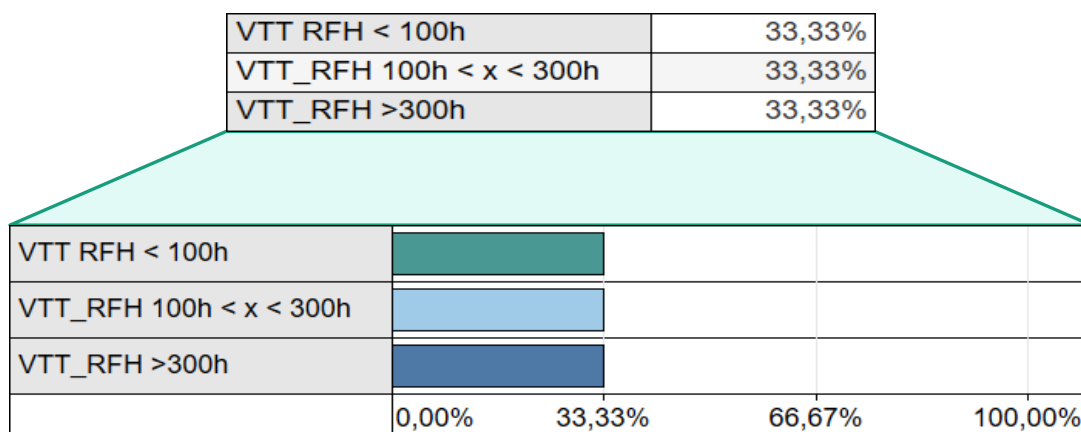 VTT RFH < 100h 33,33%
VTT_RFH 100h < x < 300h 33,33%
VTT_RFH >300h 33,33%
VTT RFH < 100h
VTT_RFH 100h < x < 300h
VTT_RFH >300h
0,00% 33,33% 66,67% 100,00%